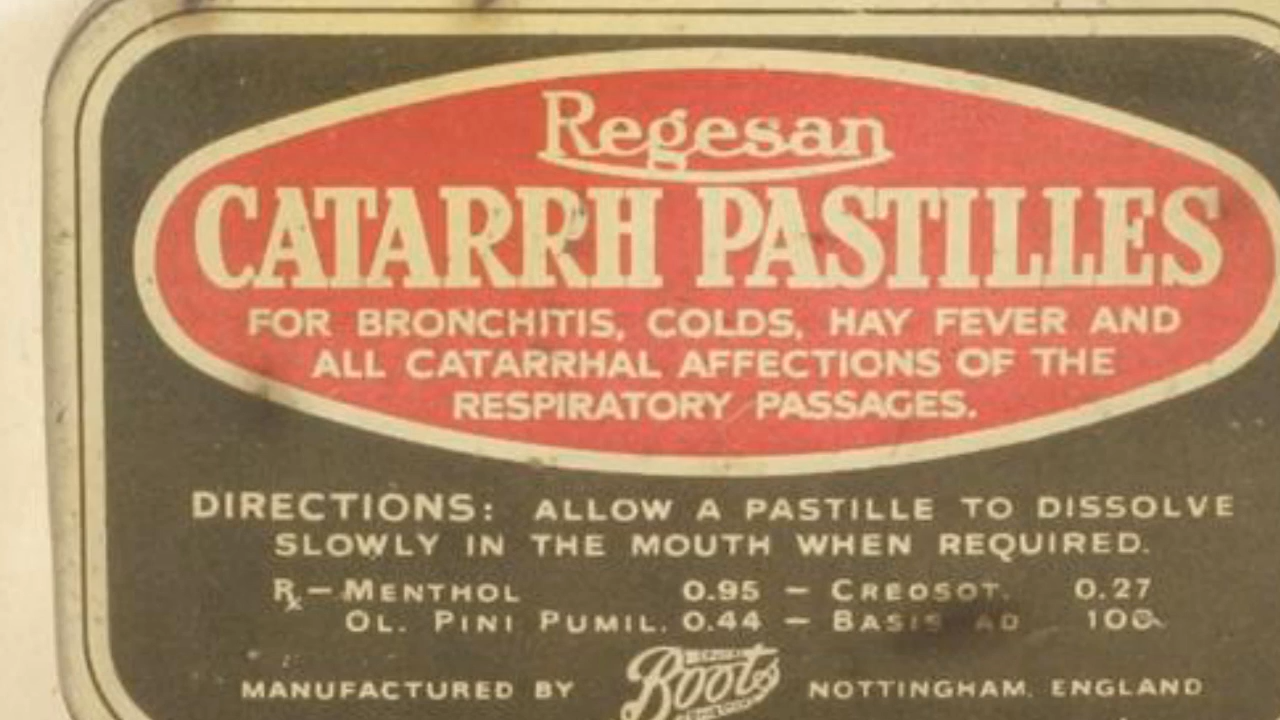 Regesan
CATARRH PASTILLES
FOR BRONCHITIS, COLDS, HAY FEVER AND
ALL CATARRHAL AFFECTIONS OF THE
RESPIRATORY PASSAGES.
DIRECTIONS: ALLOW A PASTILLE TO DISSOLVE
SLOWLY IN THE MOUTH WHEN REQUIRED.
℞ — MENTHOL 0.95 — CREOSOT. 0.27
OL. PINI PUMIL. 0.44 — BASIS AD 100
MANUFACTURED BY Boots NOTTINGHAM. ENGLAND